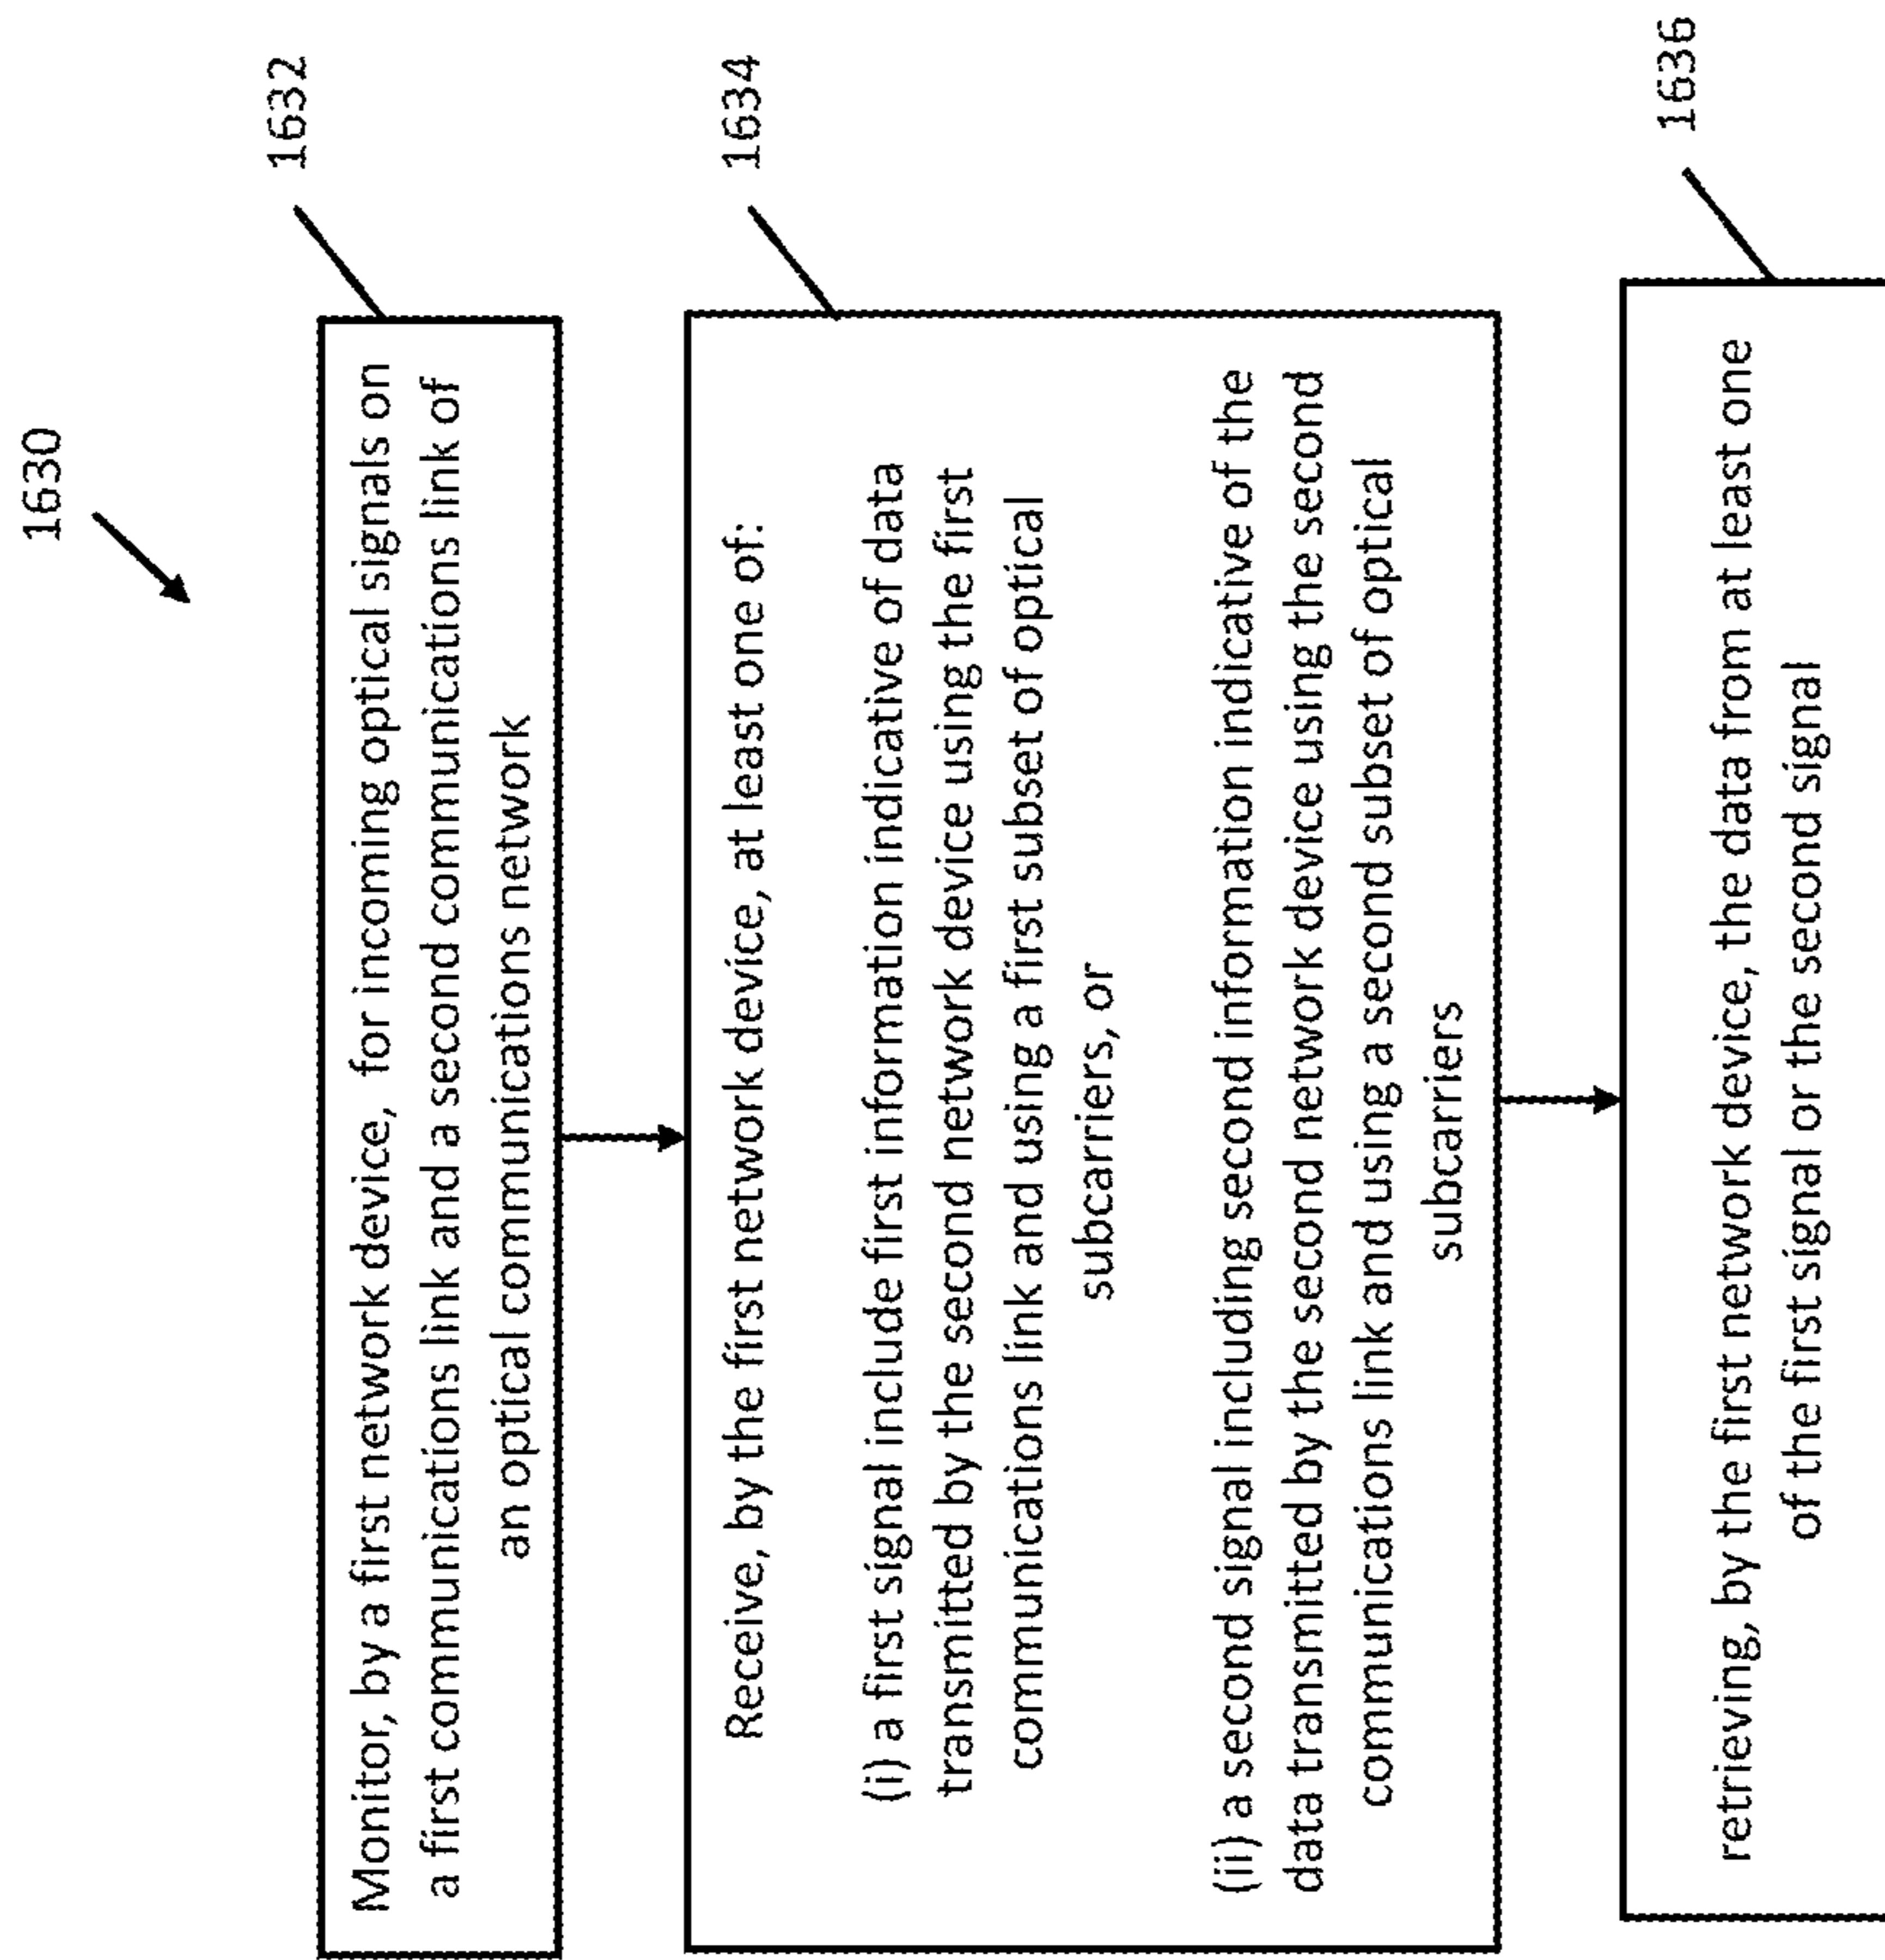 1630
1632
Monitor, by a first network device, for incoming optical signals on
a first communications link and a second communications link of
an optical communications network
1634
Receive, by the first network device, at least one of:
(i) a first signal include first information indicative of data
transmitted by the second network device using the first
communications link and using a first subset of optical
subcarriers, or
(ii) a second signal including second information indicative of the
data transmitted by the second network device using the second
communications link and using a second subset of optical
subcarriers
1636
retrieving, by the first network device, the data from at least one
of the first signal or the second signal